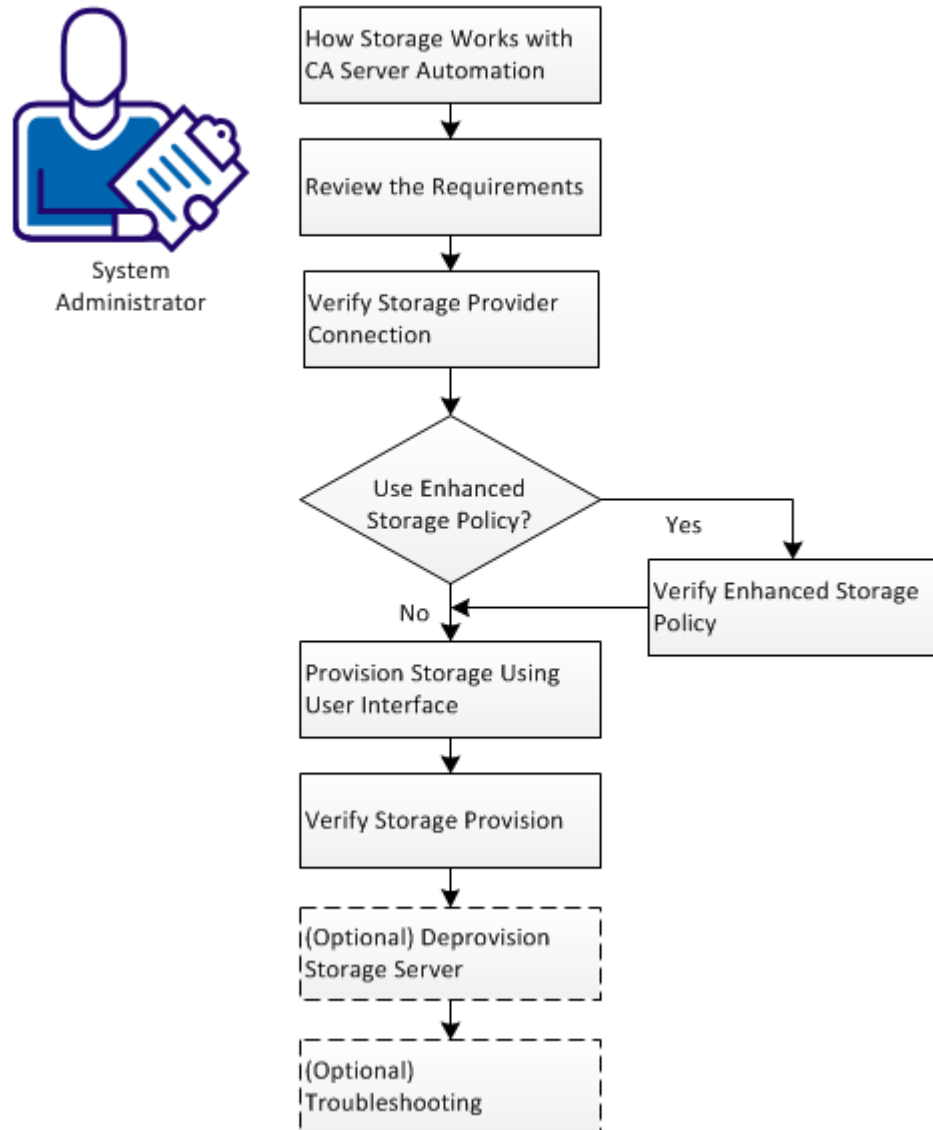 How Storage Works with
CA Server Automation
Review the Requirements
System
Administrator
Verify Storage Provider
Connection
Use Enhanced
Storage Policy?
Yes
Verify Enhanced Storage
Policy
No
Provision Storage Using
User Interface
Verify Storage Provision
(Optional) Deprovision
Storage Server
(Optional)
Troubleshooting